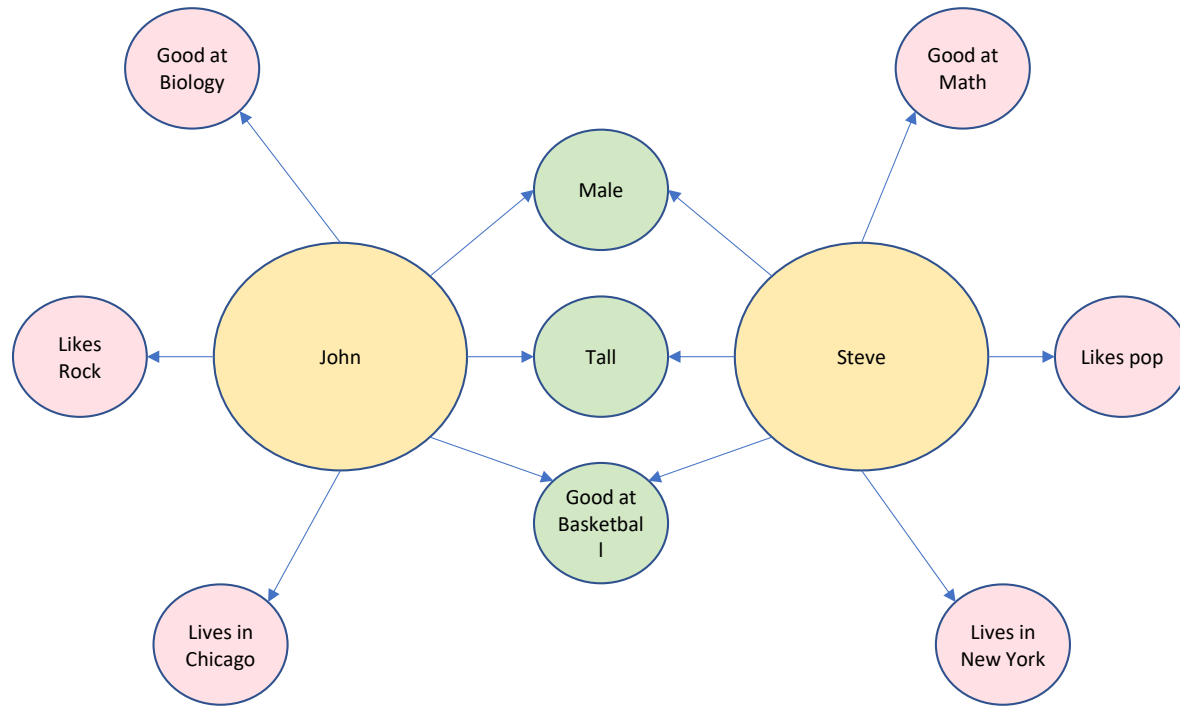 Good at
Biology
Good at
Math
Male
Likes
Rock
John
Tall
Steve
Likes pop
Good at
Basketbal
l
Lives in
Chicago
Lives in
New York